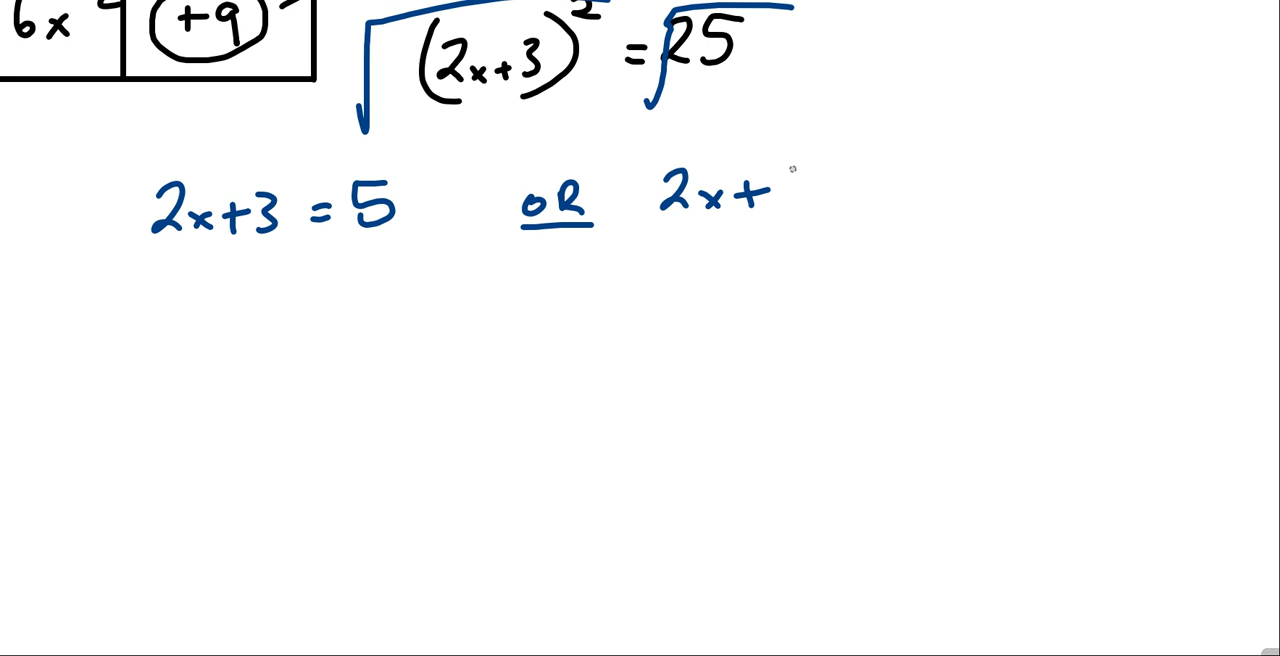 6x +9 √(2x+3)² = √25
2x+3 = 5 OR 2x+